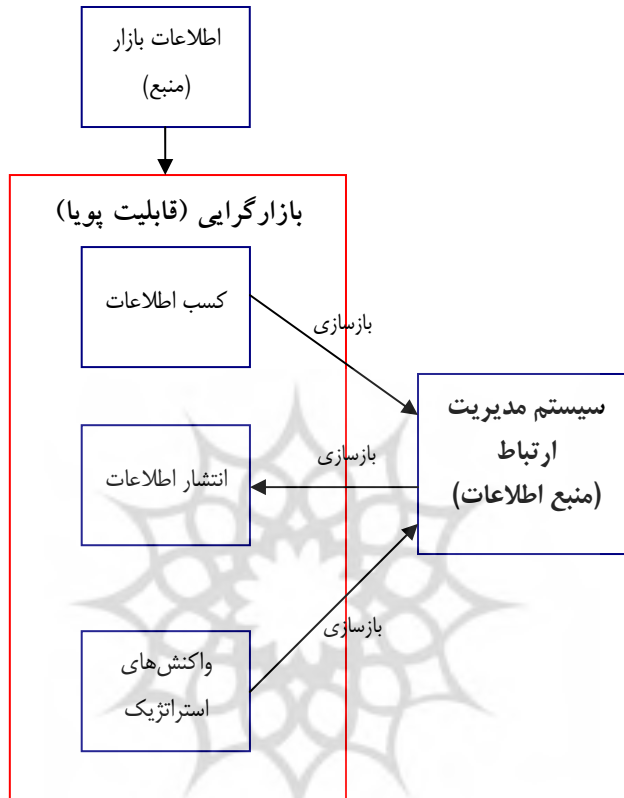 اطلاعات بازار
(منبع)
بازارگرایی (قابلیت پویا)
کسب اطلاعات
بازسازی
سیستم مدیریت
ارتباط
(منبع اطلاعات)
بازسازی
انتشار اطلاعات
بازسازی
واکنش‌های
استراتژیک